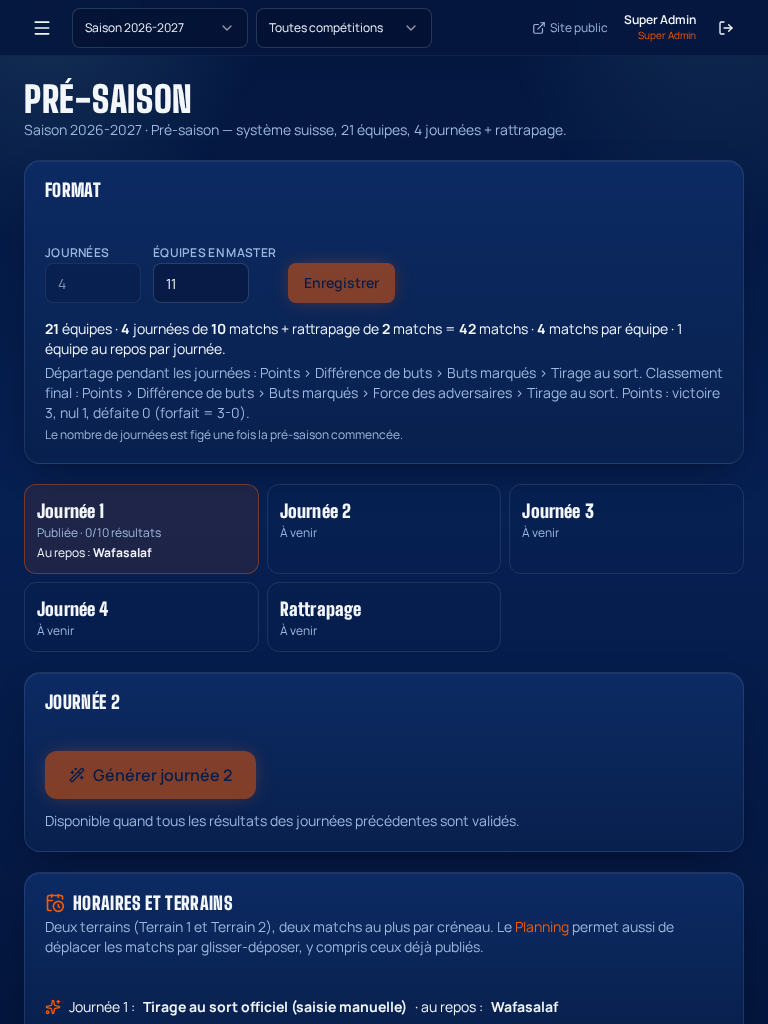 Saison 2026-2027
Toutes compétitions
Site public
Super Admin
Super Admin
PRÉ-SAISON
Saison 2026-2027 · Pré-saison — système suisse, 21 équipes, 4 journées + rattrapage.
FORMAT
JOURNÉES
ÉQUIPES EN MASTER
4
11
Enregistrer
21 équipes · 4 journées de 10 matchs + rattrapage de 2 matchs = 42 matchs · 4 matchs par équipe · 1
équipe au repos par journée.
Départage pendant les journées : Points > Différence de buts > Buts marqués > Tirage au sort. Classement
final : Points > Différence de buts > Buts marqués > Force des adversaires > Tirage au sort. Points : victoire
3, nul 1, défaite 0 (forfait = 3-0).
Le nombre de journées est figé une fois la pré-saison commencée.
Journée 1
Publiée · 0/10 résultats
Au repos : Wafasalaf
Journée 2
À venir
Journée 3
À venir
Journée 4
À venir
Rattrapage
À venir
JOURNÉE 2
Générer journée 2
Disponible quand tous les résultats des journées précédentes sont validés.
HORAIRES ET TERRAINS
Deux terrains (Terrain 1 et Terrain 2), deux matchs au plus par créneau. Le Planning permet aussi de
déplacer les matchs par glisser-déposer, y compris ceux déjà publiés.
Journée 1 : Tirage au sort officiel (saisie manuelle) · au repos : Wafasalaf